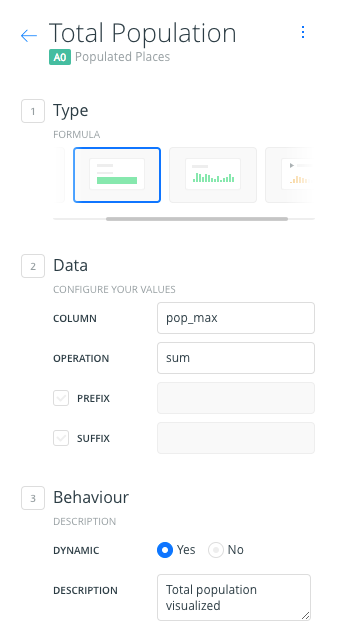 Total Population
A0 Populated Places
1 Type
FORMULA
2 Data
CONFIGURE YOUR VALUES
COLUMN pop_max
OPERATION sum
PREFIX
SUFFIX
3 Behaviour
DESCRIPTION
DYNAMIC Yes No
DESCRIPTION Total population
visualized